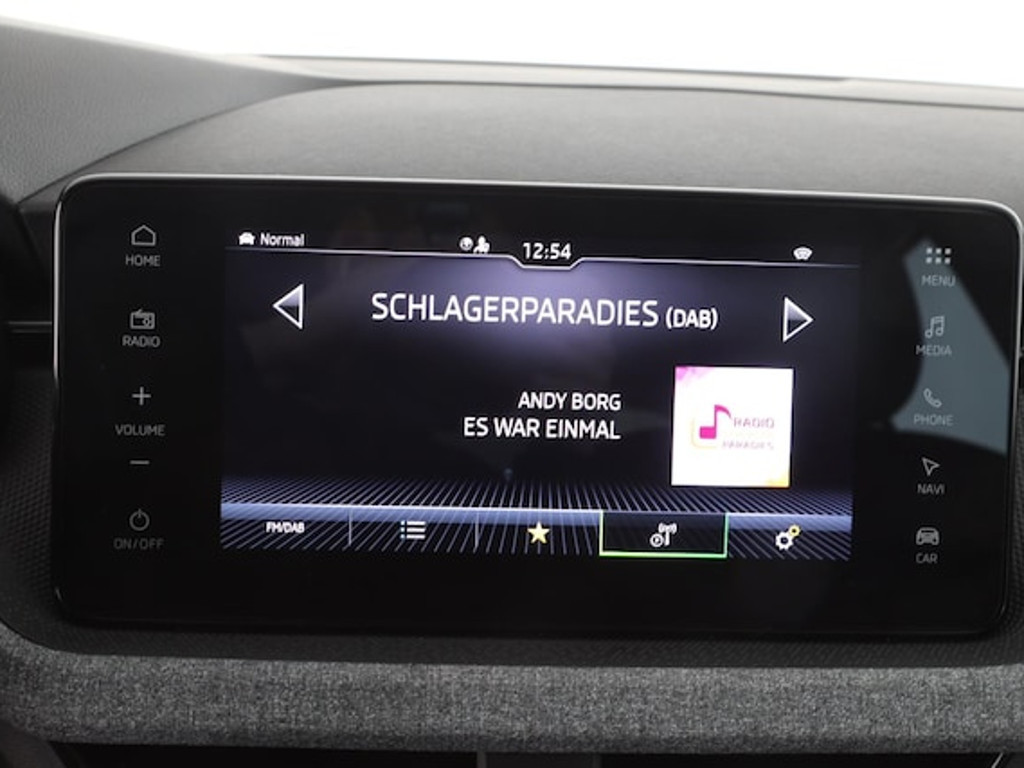 HOME
RADIO
+
VOLUME
−
ON/OFF
Normal
12:54
SCHLAGERPARADIES (DAB)
ANDY BORG
ES WAR EINMAL
RADIO
PARADIES
FM/DAB
MENU
MEDIA
PHONE
NAVI
CAR